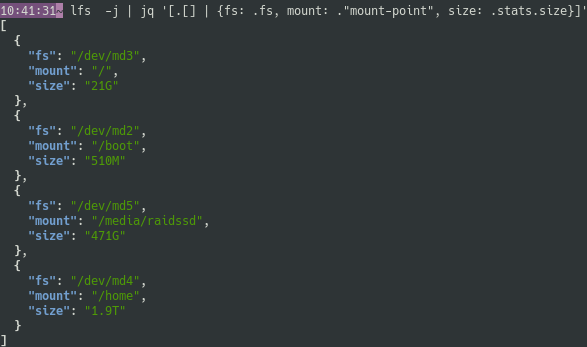 10:41:31~ lfs  -j | jq '[.[] | {fs: .fs, mount: ."mount-point", size: .stats.size}]'
[
  {
    "fs": "/dev/md3",
    "mount": "/",
    "size": "21G"
  },
  {
    "fs": "/dev/md2",
    "mount": "/boot",
    "size": "510M"
  },
  {
    "fs": "/dev/md5",
    "mount": "/media/raidssd",
    "size": "471G"
  },
  {
    "fs": "/dev/md4",
    "mount": "/home",
    "size": "1.9T"
  }
]